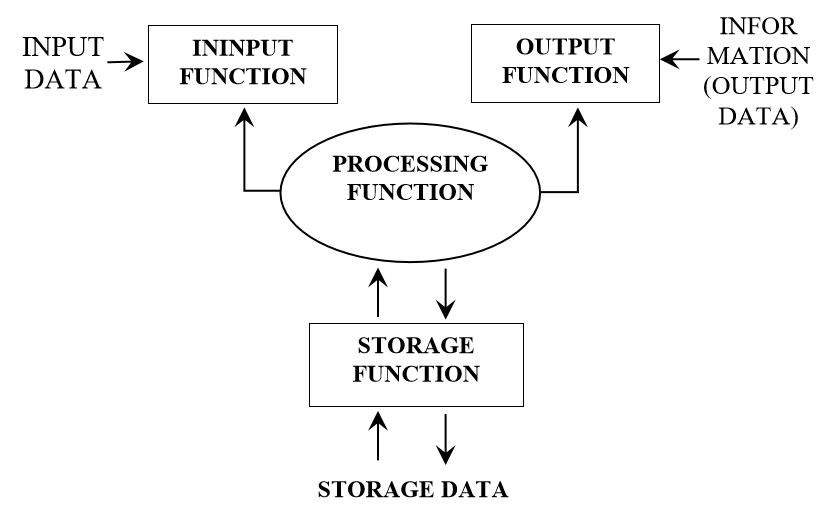 INPUT
DATA
ININPUT
FUNCTION
OUTPUT
FUNCTION
INFOR
MATION
(OUTPUT
DATA)
PROCESSING
FUNCTION
STORAGE
FUNCTION
STORAGE DATA